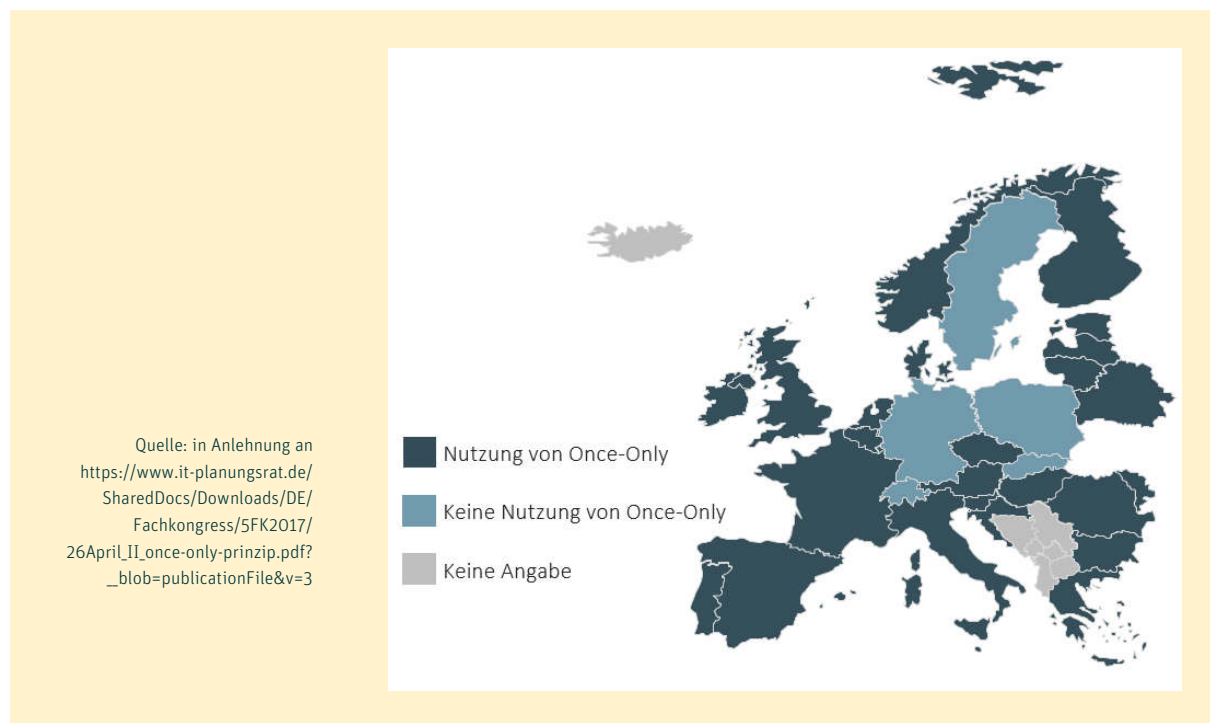 Quelle: in Anlehnung an
https://www.it-planungsrat.de/
SharedDocs/Downloads/DE/
Fachkongress/5FK2017/
26April_II_once-only-prinzip.pdf?
__blob=publicationFile&v=3
Nutzung von Once-Only
Keine Nutzung von Once-Only
Keine Angabe